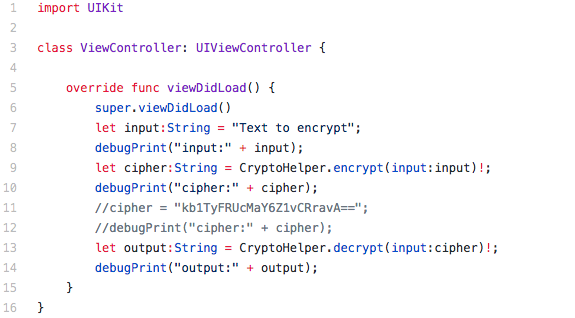 1 import UIKit
2
3 class ViewController: UIViewController {
4
5 override func viewDidLoad() {
6 super.viewDidLoad()
7 let input:String = "Text to encrypt";
8 debugPrint("input:" + input);
9 let cipher:String = CryptoHelper.encrypt(input:input)!;
10 debugPrint("cipher:" + cipher);
11 //cipher = "kb1TyFRUcMaY6Z1vCRravA==";
12 //debugPrint("cipher:" + cipher);
13 let output:String = CryptoHelper.decrypt(input:cipher)!;
14 debugPrint("output:" + output);
15 }
16 }